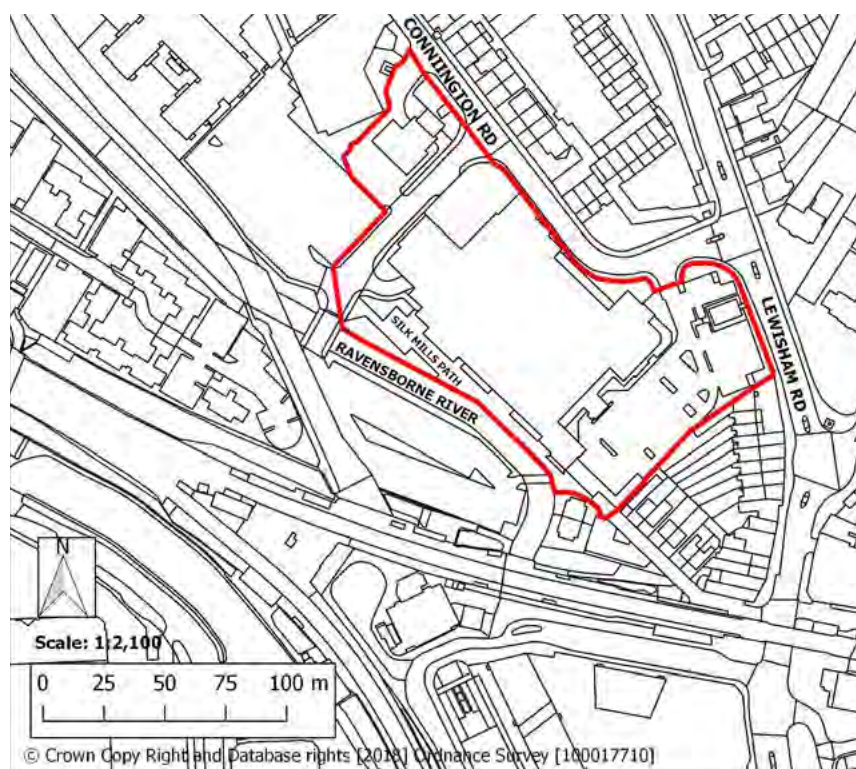 CONNINGTON RD
LEWISHAM RD
SILK MILLS PATH
RAVENSBORNE RIVER
N
Scale: 1:2,100
0 25 50 75 100 m
© Crown Copy Right and Database rights [2018] Ordnance Survey [100017710]